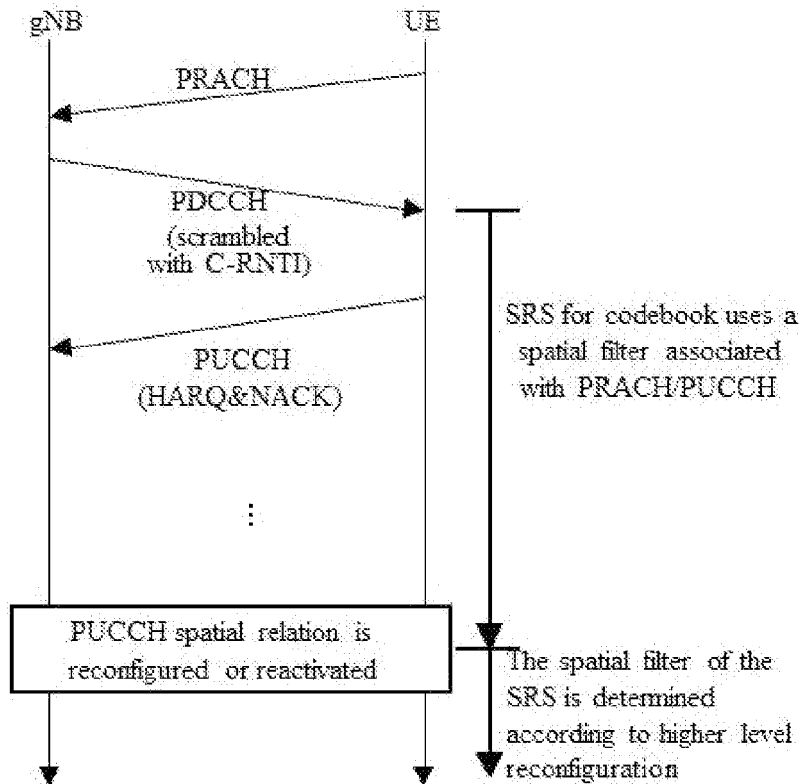 gNB
UE
PRACH
PDCCH
(scrambled
with C-RNTI)
PUCCH
(HARQ&NACK)
SRS for codebook uses a
spatial filter associated
with PRACH/PUCCH
⋮
PUCCH spatial relation is
reconfigured or reactivated
The spatial filter of the
SRS is determined
according to higher level
reconfiguration